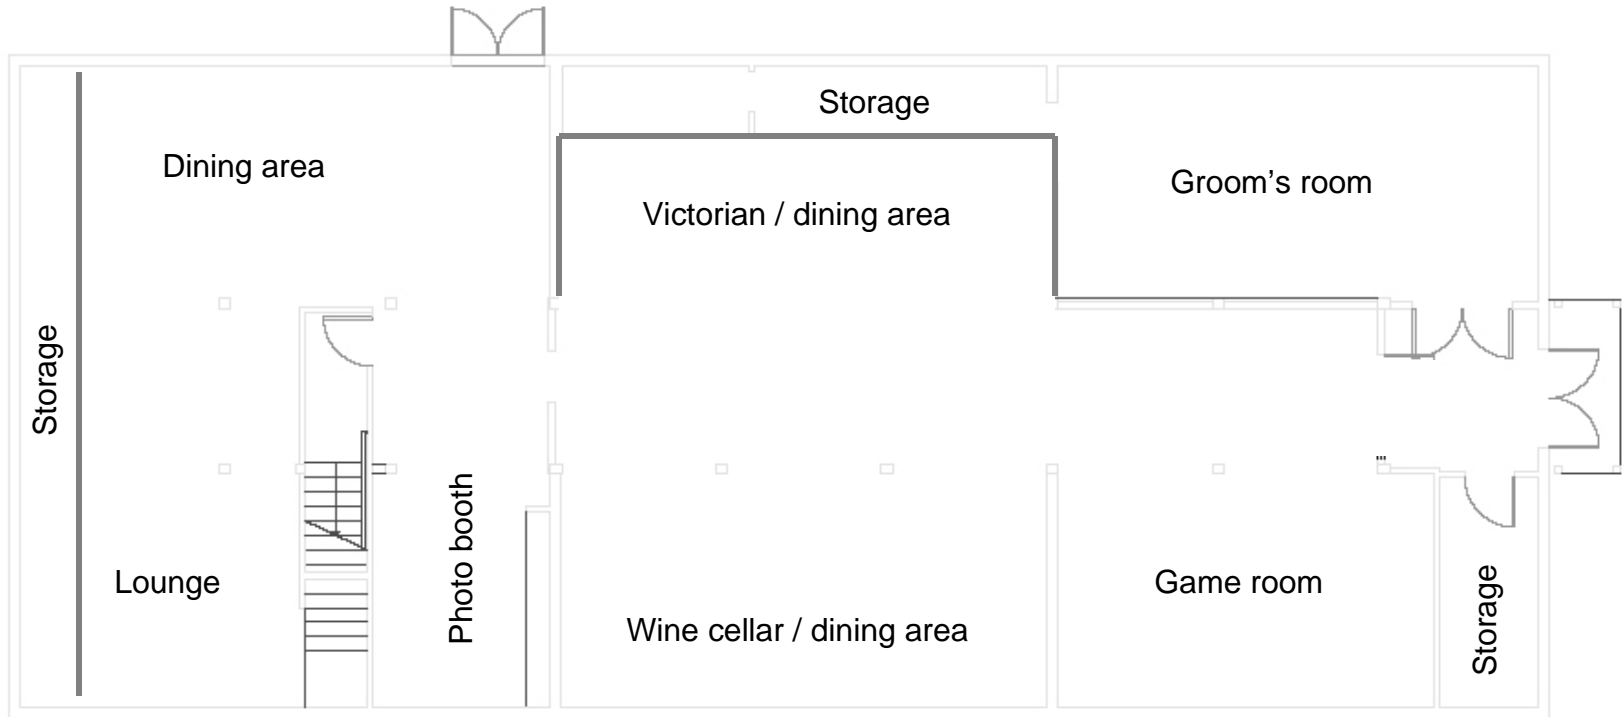 Storage
Dining area
Groom’s room
Victorian / dining area
Storage
Photo booth
Lounge
Game room
Storage
Wine cellar / dining area